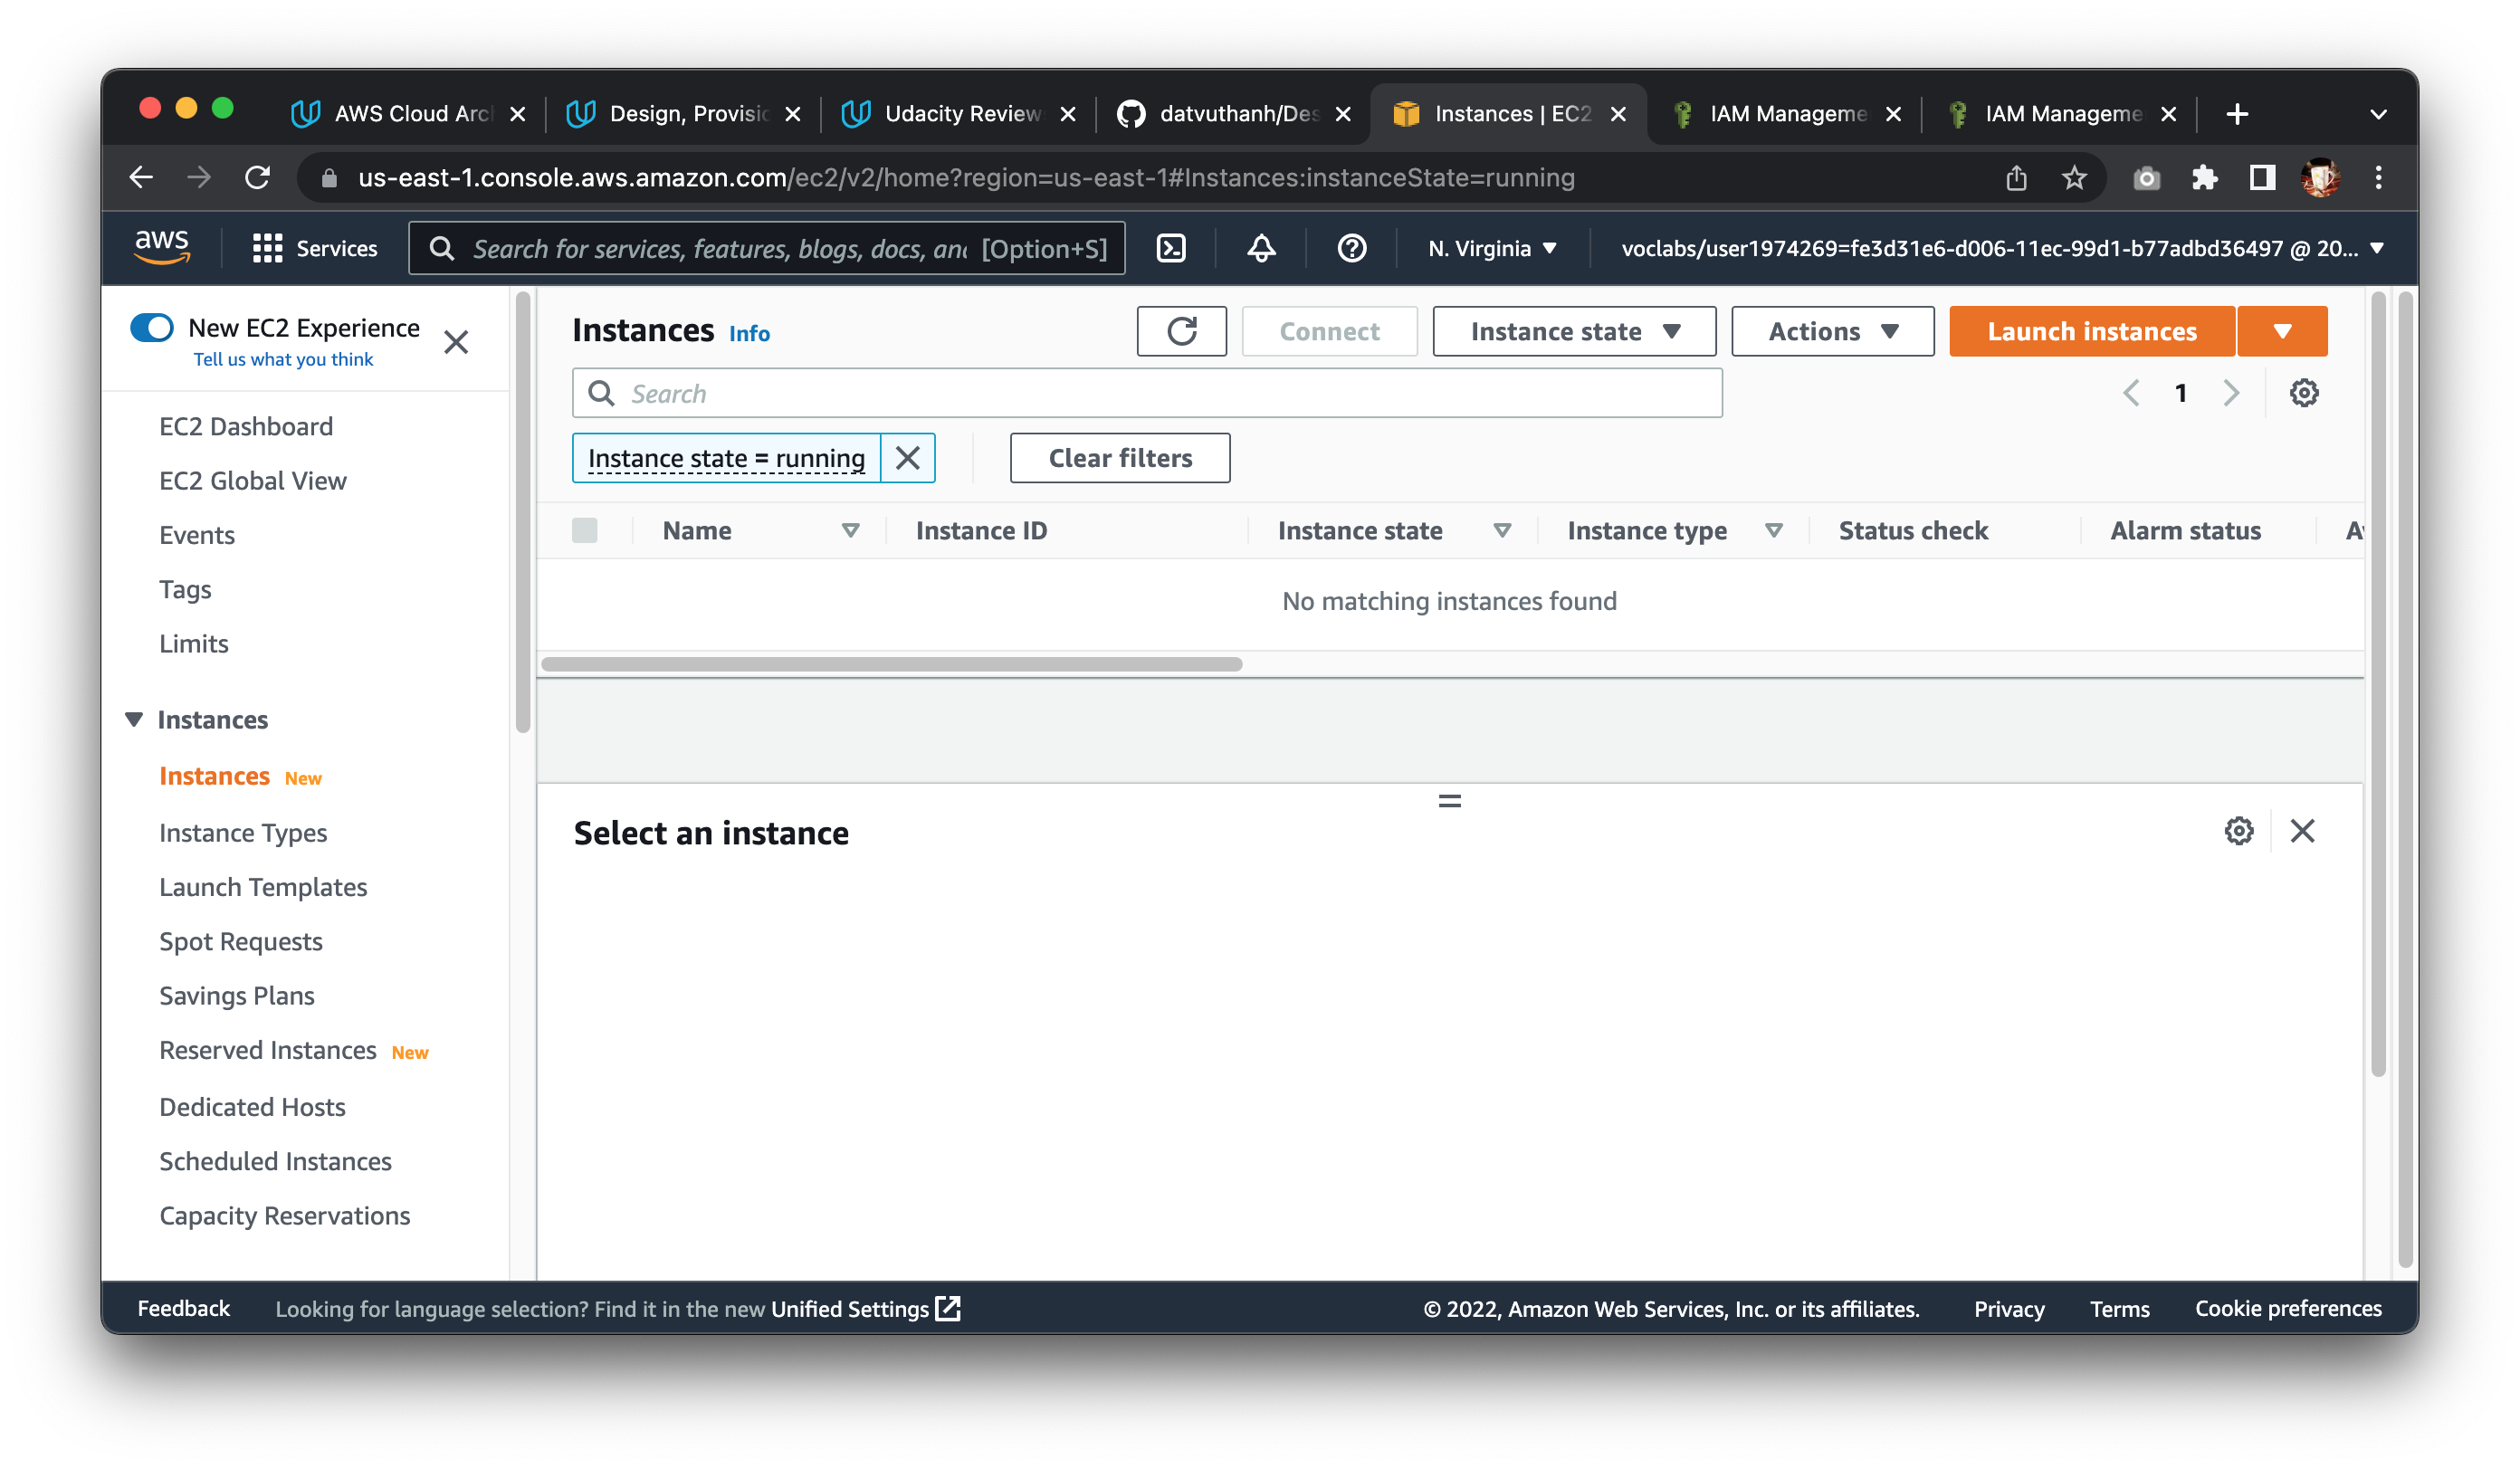 AWS Cloud Arc
Design, Provisio
Udacity Review
datvuthanh/Des
Instances | EC2
IAM Manageme
IAM Manageme
us-east-1.console.aws.amazon.com/ec2/v2/home?region=us-east-1#Instances:instanceState=running
aws
Services
Search for services, features, blogs, docs, an
[Option+S]
N. Virginia
voclabs/user1974269=fe3d31e6-d006-11ec-99d1-b77adbd36497 @ 20...
New EC2 Experience
Tell us what you think
EC2 Dashboard
EC2 Global View
Events
Tags
Limits
Instances
Instances New
Instance Types
Launch Templates
Spot Requests
Savings Plans
Reserved Instances New
Dedicated Hosts
Scheduled Instances
Capacity Reservations
Instances Info
Connect
Instance state
Actions
Launch instances
Search
1
Instance state = running
Clear filters
Name
Instance ID
Instance state
Instance type
Status check
Alarm status
No matching instances found
Select an instance
Feedback
Looking for language selection? Find it in the new Unified Settings
© 2022, Amazon Web Services, Inc. or its affiliates.
Privacy
Terms
Cookie preferences